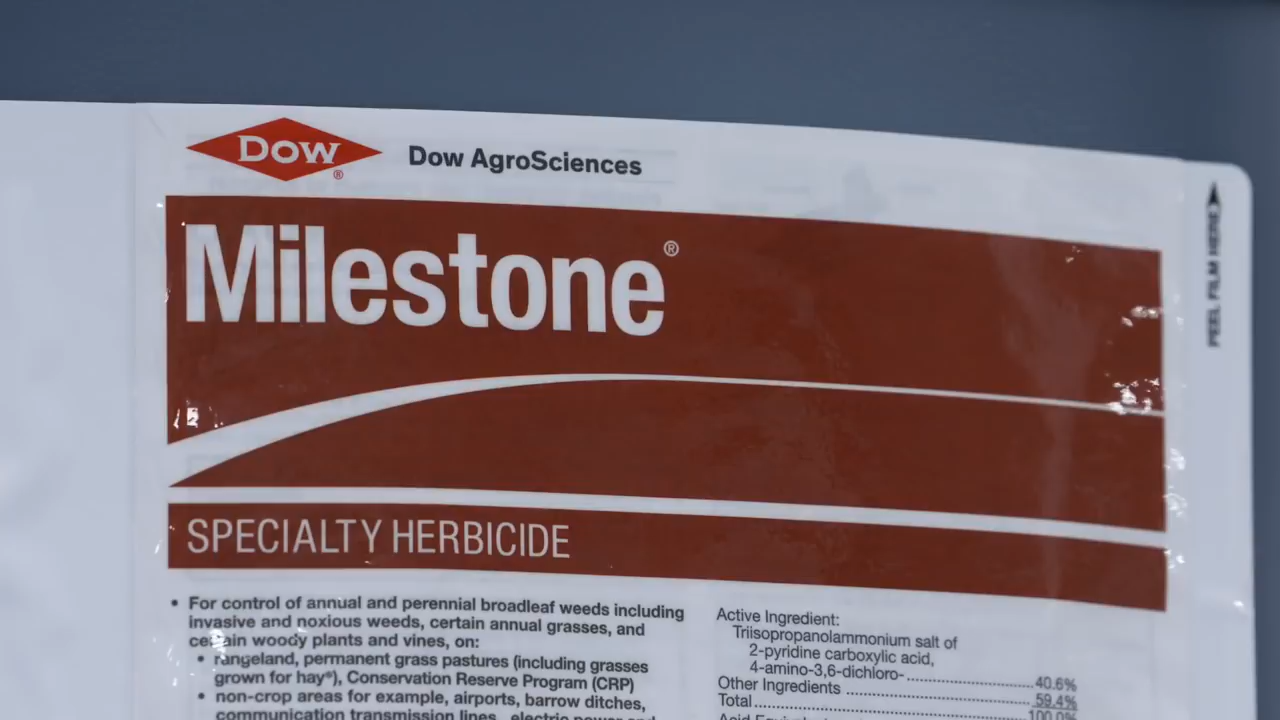 DOW
®
Dow AgroSciences
Milestone®
SPECIALTY HERBICIDE
• For control of annual and perennial broadleaf weeds including
invasive and noxious weeds, certain annual grasses, and
certain woody plants and vines, on:
• rangeland, permanent grass pastures (including grasses
grown for hay*), Conservation Reserve Program (CRP)
• non-crop areas for example, airports, barrow ditches,
communication transmission lines, electric power and
Active Ingredient:
Triisopropanolammonium salt of
2-pyridine carboxylic acid,
4-amino-3,6-dichloro-....................40.6%
Other Ingredients ..............................59.4%
Total..............................................100.0%
PEEL FILM HERE